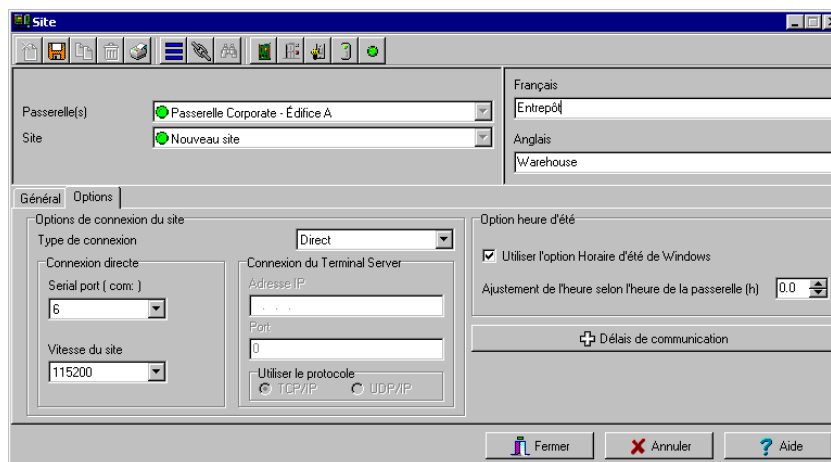 Site
Français
Passerelle(s) Passerelle Corporate - Édifice A Entrepôt
Site Nouveau site Anglais
Warehouse
Général Options
Options de connexion du site Option heure d'été
Type de connexion Direct
Utiliser l'option Horaire d'été de Windows
Connexion directe Connexion du Terminal Server
Serial port ( com: ) Adresse IP
Ajustement de l'heure selon l'heure de la passerelle (h) 0.0
6 . . .
Port
Vitesse du site 0 Délais de communication
115200 Utiliser le protocole
TCP/IP UDP/IP
Fermer Annuler ? Aide